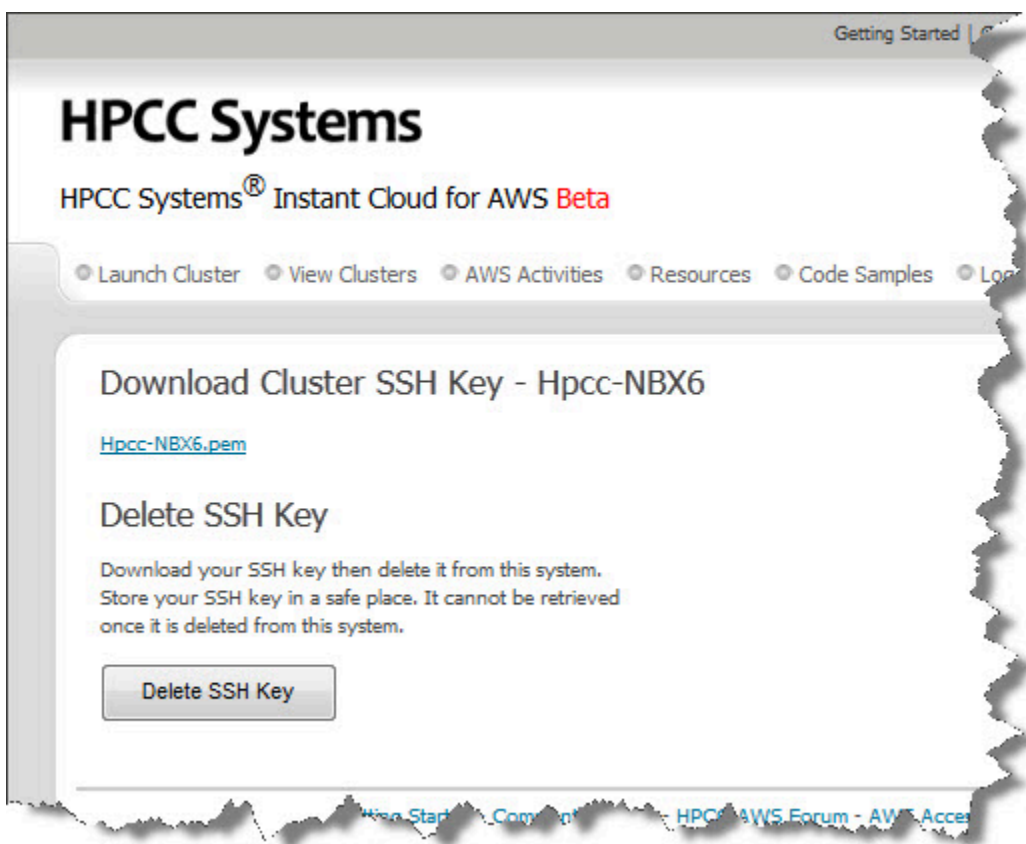 Getting Started |
HPCC Systems
HPCC Systems® Instant Cloud for AWS Beta
Launch Cluster View Clusters AWS Activities Resources Code Samples
Download Cluster SSH Key - Hpcc-NBX6
Hpcc-NBX6.pem
Delete SSH Key
Download your SSH key then delete it from this system.
Store your SSH key in a safe place. It cannot be retrieved
once it is deleted from this system.
Delete SSH Key
- HPCC AWS Forum -